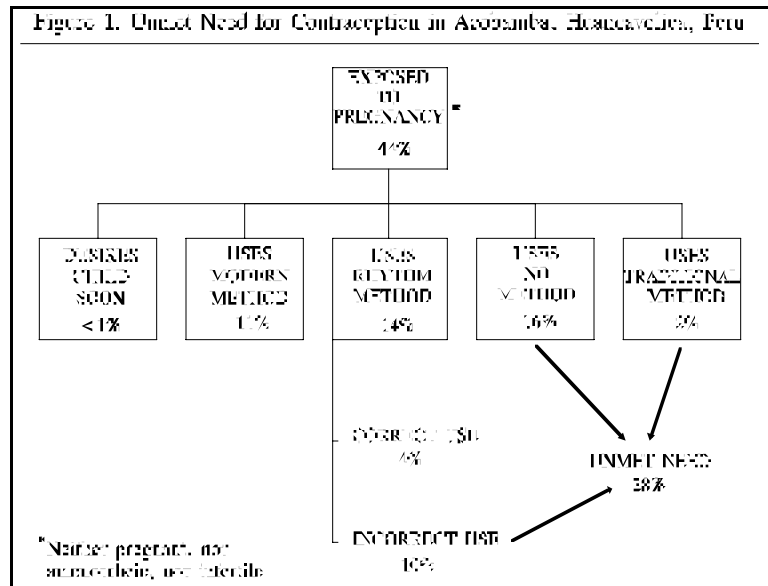 Figure 1. Unmet Need for Contraception in Acobamba, Huancavelica, Peru
EXPOSED
TO
PREGNANCY *
44%
DESIRES
CHILD
SOON
<1%
USES
MODERN
METHOD
USES
RHYTHM
METHOD
14%
USES
NO
METHOD
16%
USES
TRADITIONAL
METHOD
2%
CORRECT USE
4%
UNMET NEED
28%
INCORRECT USE
10%
*Neither pregnant, nor
amenorrheic, nor infertile